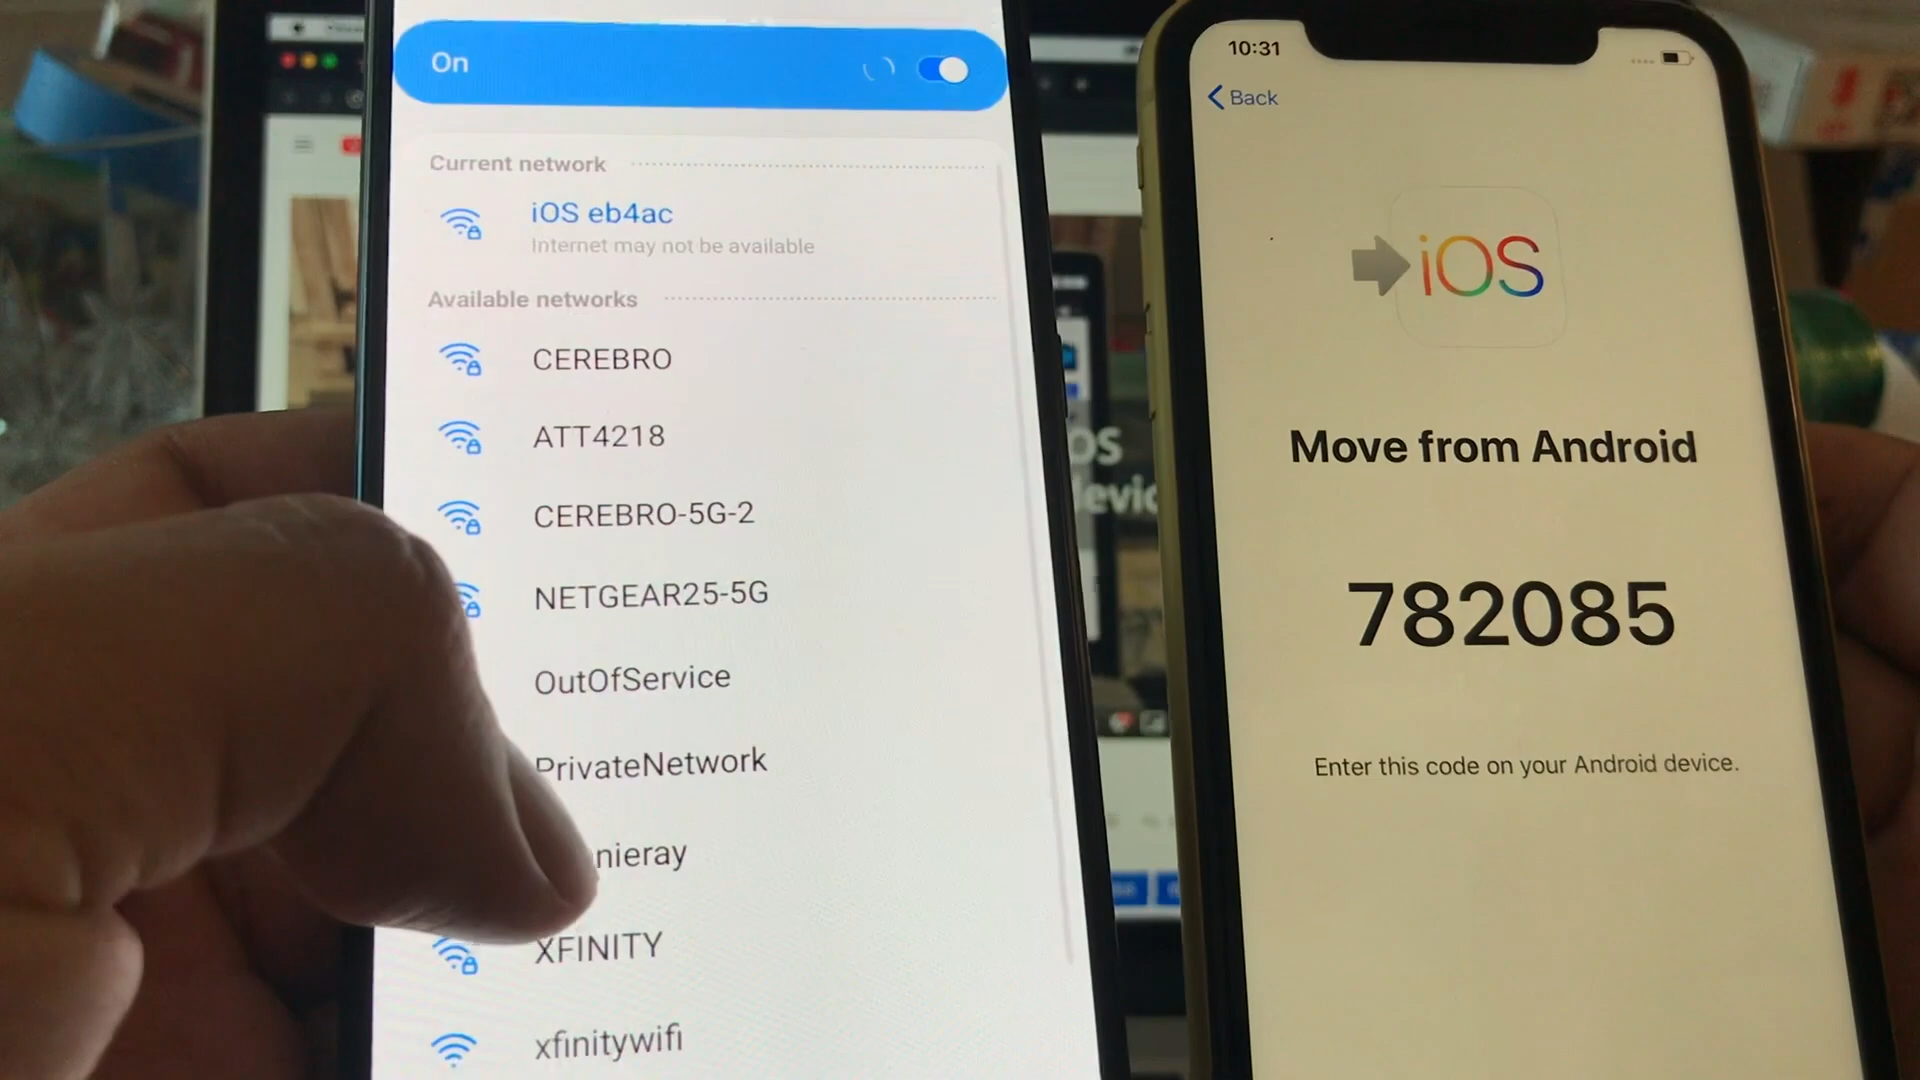 On
Current network
iOS eb4ac
Internet may not be available
Available networks
CEREBRO
ATT4218
CEREBRO-5G-2
NETGEAR25-5G
OutOfService
PrivateNetwork
nieray
XFINITY
xfinitywifi
10:31
Back
iOS
Move from Android
782085
Enter this code on your Android device.